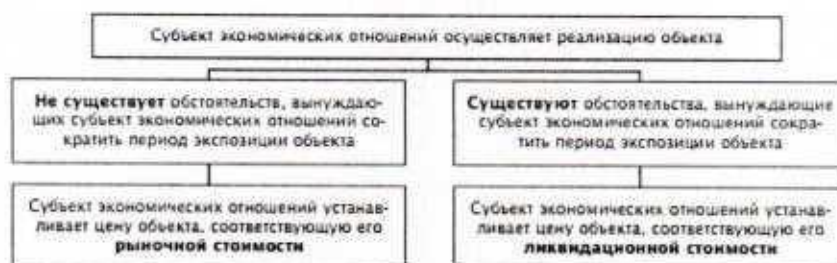 Субъект экономических отношений осуществляет реализацию объекта
Не существует обстоятельств, вынуждаю-
щих субъект экономических отношений со-
кратить период экспозиции объекта
Существуют обстоятельства, вынуждающие
субъект экономических отношений сокра-
тить период экспозиции объекта
Субъект экономических отношений устанав-
ливает цену объекта, соответствующую его
рыночной стоимости
Субъект экономических отношений устанав-
ливает цену объекта, соответствующую его
ликвидационной стоимости